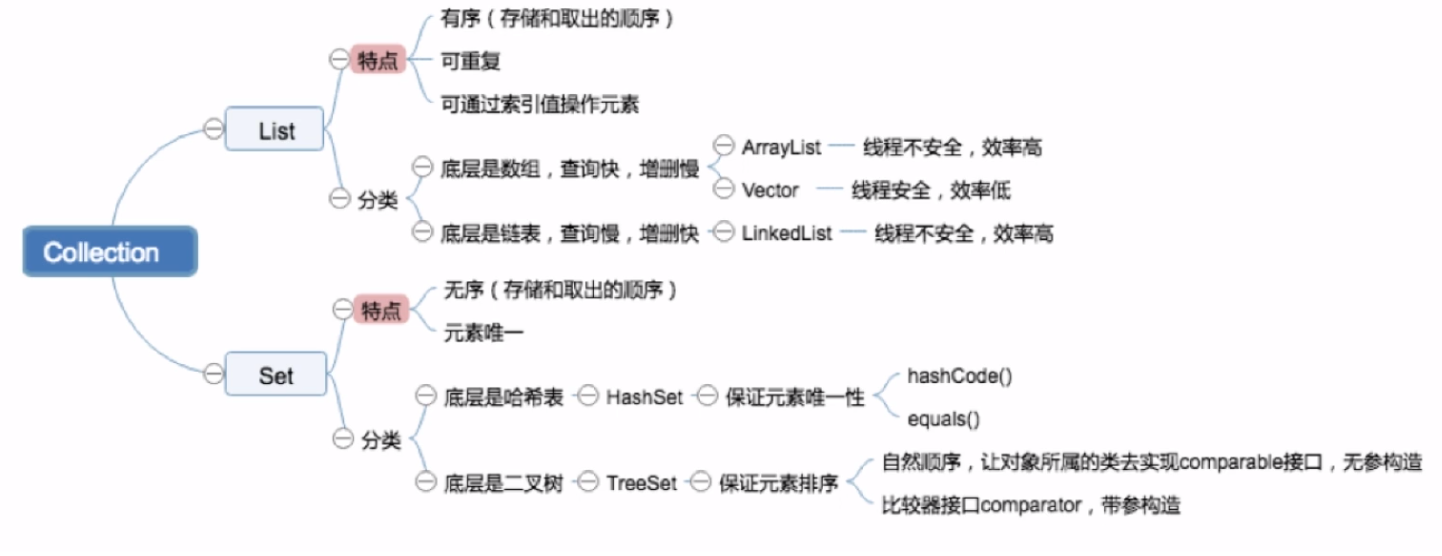 Collection
List
特点
有序（存储和取出的顺序）
可重复
可通过索引值操作元素
分类
底层是数组，查询快，增删慢
ArrayList
线程不安全，效率高
Vector
线程安全，效率低
底层是链表，查询慢，增删快
LinkedList
线程不安全，效率高
Set
特点
无序（存储和取出的顺序）
元素唯一
分类
底层是哈希表
HashSet
保证元素唯一性
hashCode()
equals()
底层是二叉树
TreeSet
保证元素排序
自然顺序，让对象所属的类去实现comparable接口，无参构造
比较器接口comparator，带参构造